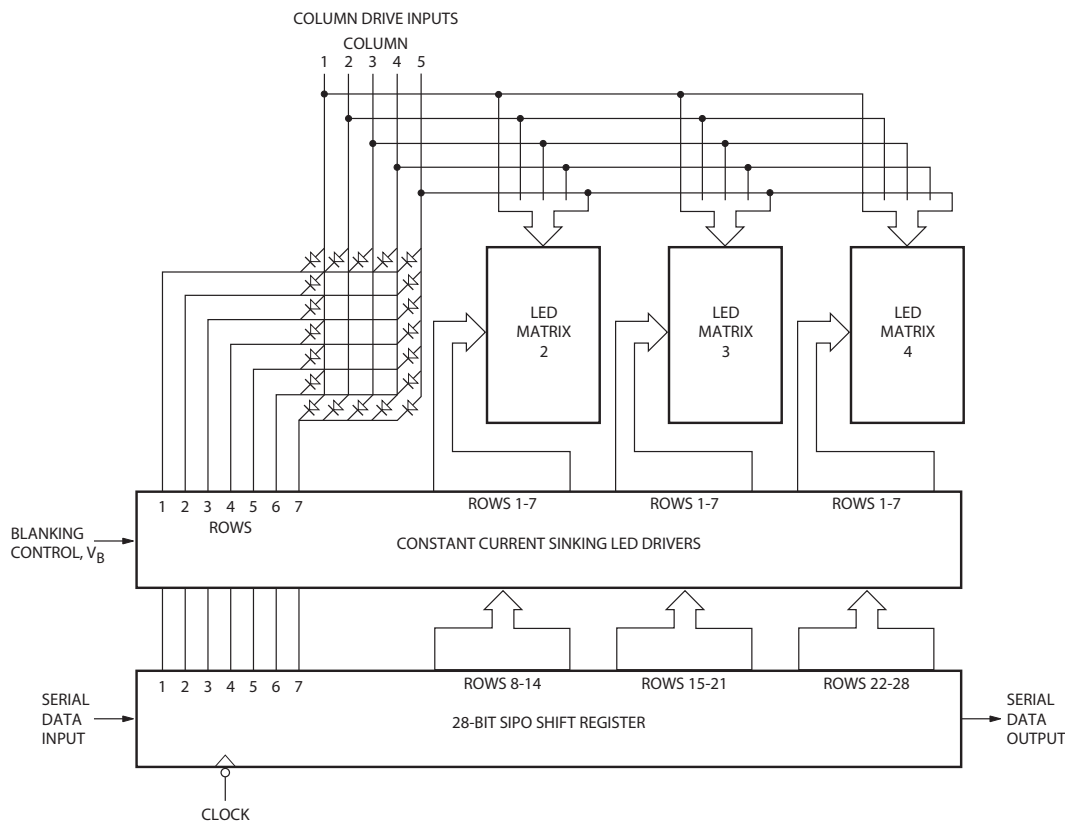 COLUMN DRIVE INPUTS
COLUMN
1 2 3 4 5
LED
MATRIX
2
LED
MATRIX
3
LED
MATRIX
4
1 2 3 4 5 6 7
ROWS
ROWS 1-7
ROWS 1-7
ROWS 1-7
BLANKING
CONTROL, VB
CONSTANT CURRENT SINKING LED DRIVERS
1 2 3 4 5 6 7
ROWS 8-14
ROWS 15-21
ROWS 22-28
SERIAL
DATA
INPUT
28-BIT SIPO SHIFT REGISTER
SERIAL
DATA
OUTPUT
CLOCK